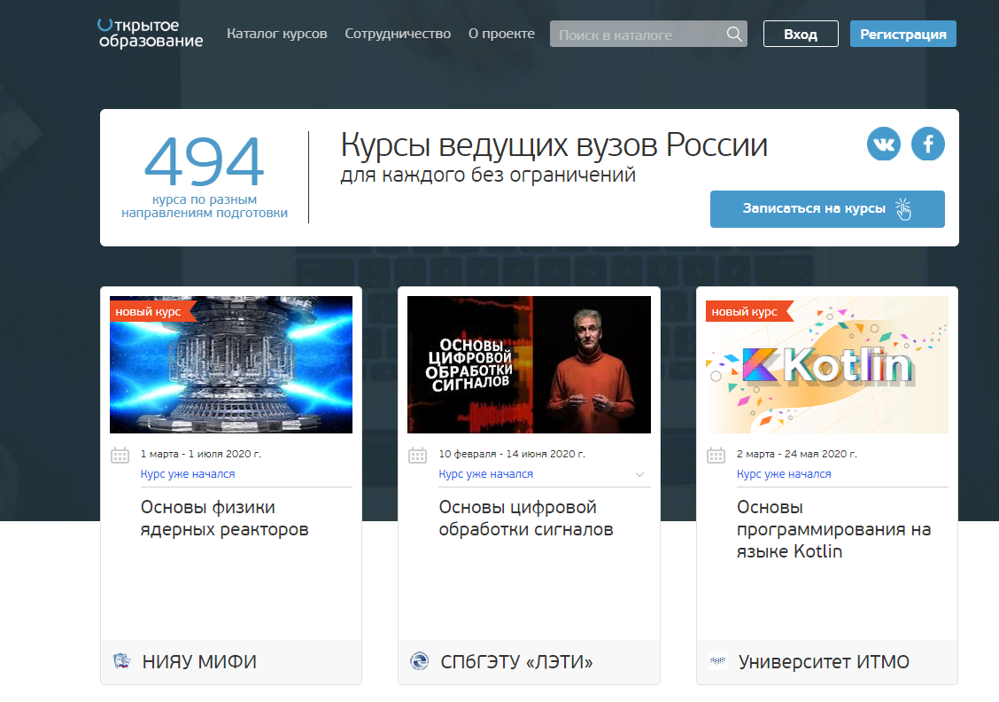 Открытое
образование
Каталог курсов
Сотрудничество
О проекте
Поиск в каталоге
Вход
Регистрация
494
курса по разным
направлениям подготовки
Курсы ведущих вузов России
для каждого без ограничений
Записаться на курсы
новый курс
1 марта - 1 июля 2020 г.
Курс уже начался
Основы физики
ядерных реакторов
НИЯУ МИФИ
ОСНОВЫ
ЦИФРОВОЙ
ОБРАБОТКИ
СИГНАЛОВ
10 февраля - 14 июня 2020 г.
Курс уже начался
Основы цифровой
обработки сигналов
СПбГЭТУ «ЛЭТИ»
новый курс
Kotlin
2 марта - 24 мая 2020 г.
Курс уже начался
Основы
программирования на
языке Kotlin
Университет ИТМО